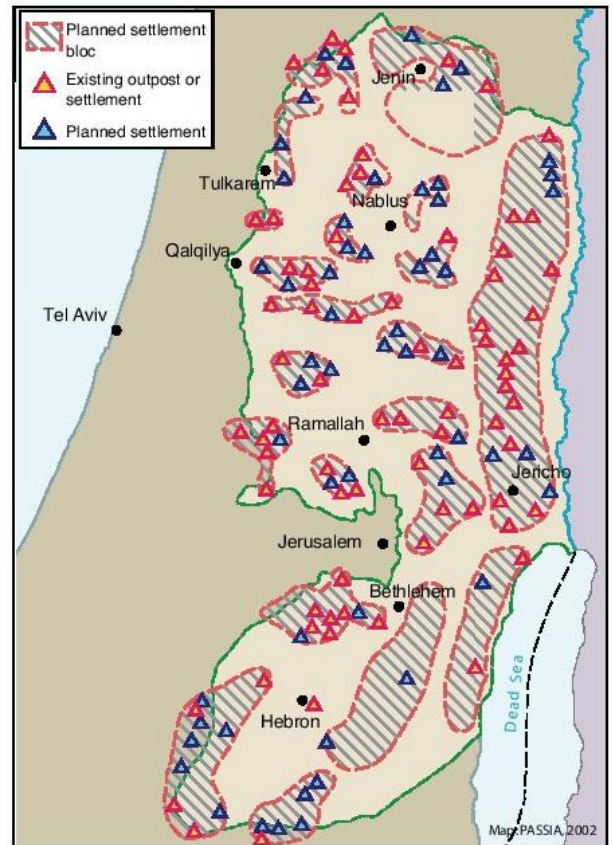 Planned settlement
bloc
Existing outpost or
settlement
Planned settlement
Jenin
Tulkarem
Nablus
Qalqilya
Tel Aviv
Ramallah
Jericho
Jerusalem
Bethlehem
Hebron
Dead Sea
Map:PASSIA, 2002